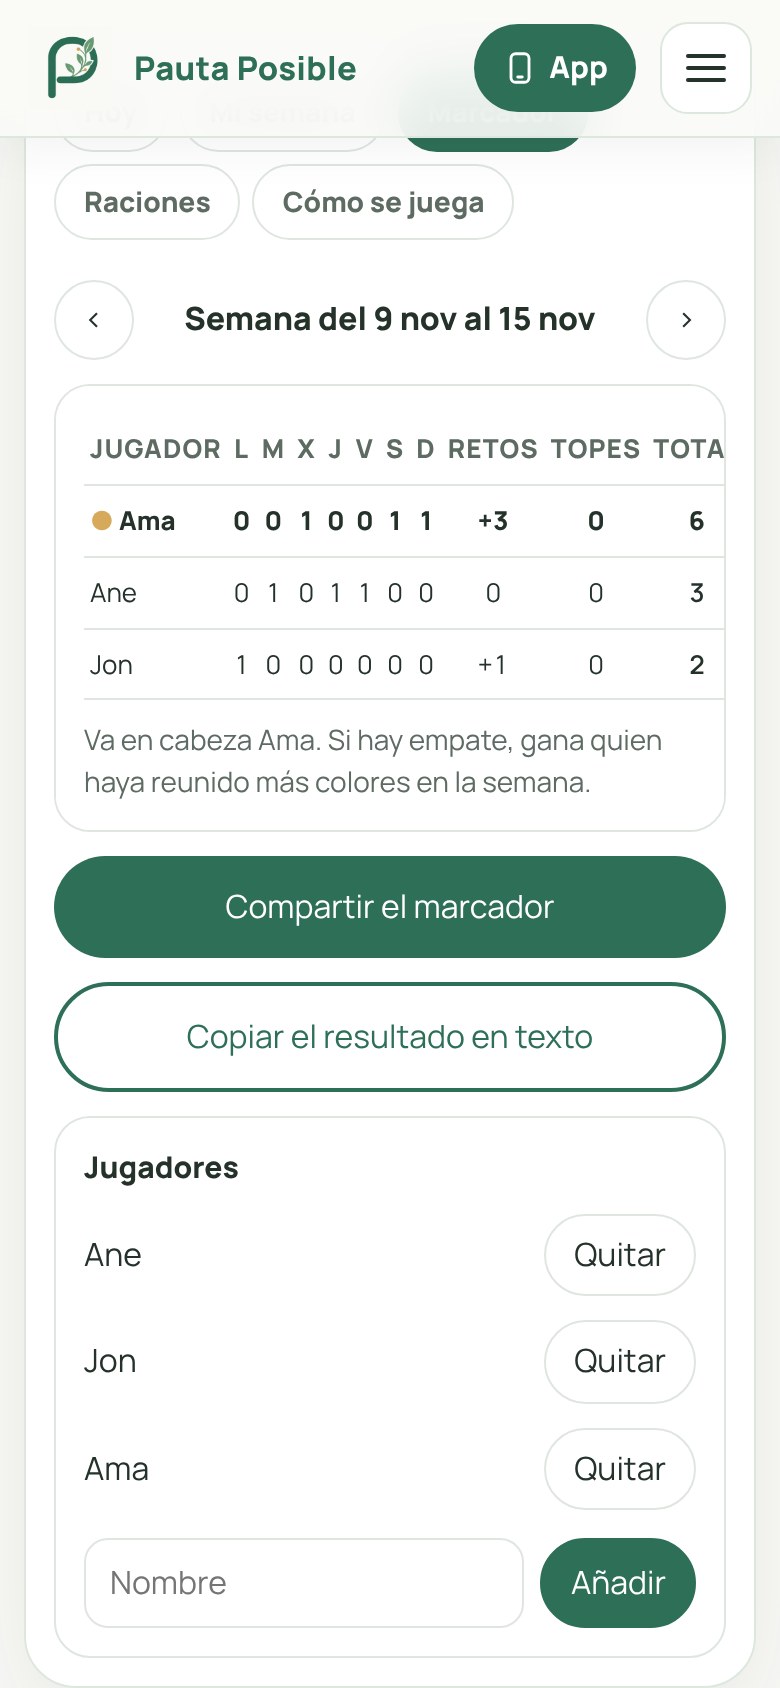 Pauta Posible
App
Hoy Mi semana Marcador
Raciones Cómo se juega
Semana del 9 nov al 15 nov
JUGADOR L M X J V S D RETOS TOPES TOTA
Ama 0 0 1 0 0 1 1 +3 0 6
Ane 0 1 0 1 1 0 0 0 0 3
Jon 1 0 0 0 0 0 0 +1 0 2
Va en cabeza Ama. Si hay empate, gana quien
haya reunido más colores en la semana.
Compartir el marcador
Copiar el resultado en texto
Jugadores
Ane Quitar
Jon Quitar
Ama Quitar
Nombre Añadir